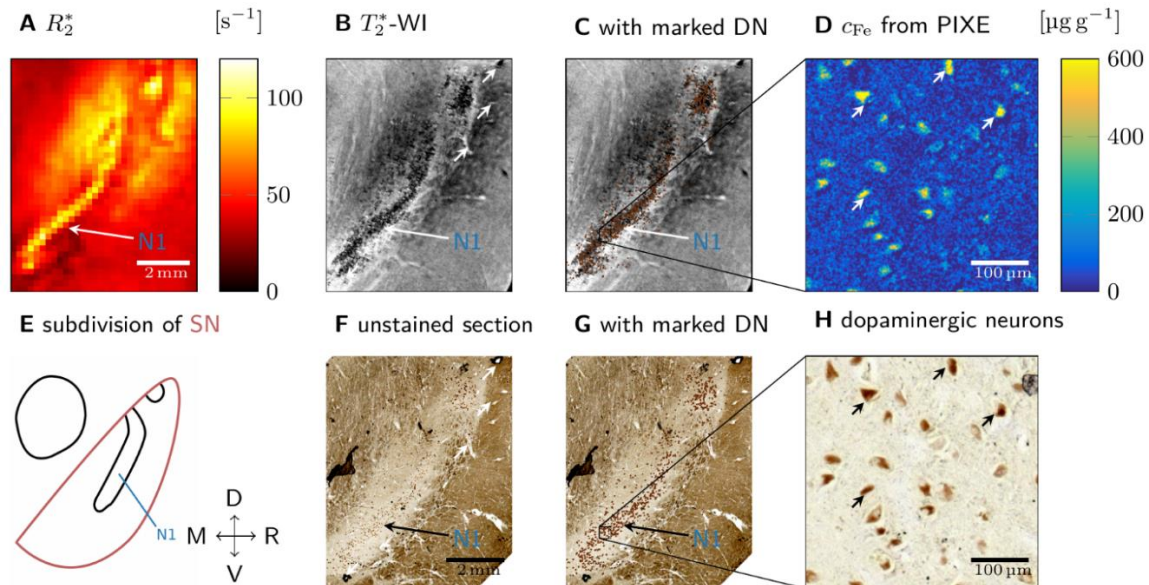 A R₂* [s⁻¹]
B T₂*-WI
C with marked DN
D cFe from PIXE [µg g⁻¹]
100
50
0
N1
2 mm
N1
N1
600
400
200
0
100 µm
E subdivision of SN
F unstained section
G with marked DN
H dopaminergic neurons
N1
D
M R
V
N1
2 mm
N1
100 µm